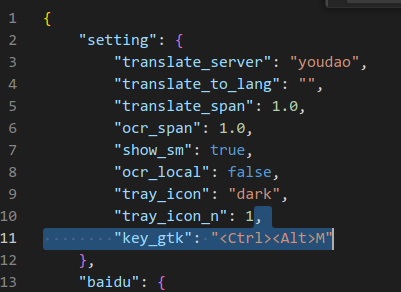 1 {
2 "setting": {
3 "translate_server": "youdao",
4 "translate_to_lang": "",
5 "translate_span": 1.0,
6 "ocr_span": 1.0,
7 "show_sm": true,
8 "ocr_local": false,
9 "tray_icon": "dark",
10 "tray_icon_n": 1,
11 "key_gtk": "<Ctrl><Alt>M"
12 },
13 "baidu": {